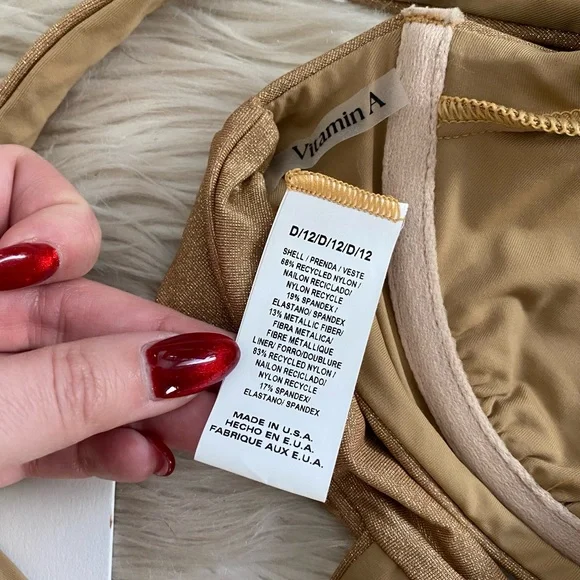 Vitamin A
D/12/D/12/D/12
SHELL / PRENDA / VESTE
68% RECYCLED NYLON /
NAILON RECICLADO/
NYLON RECYCLE
19% SPANDEX /
ELASTANO / SPANDEX
13% METALLIC FIBER/
FIBRA METALICA/
FIBRE MÉTALLIQUE
LINER/ FORRO/DOUBLURE
83% RECYCLED NYLON/
NAILON RECICLADO/
NYLON RECYCLE
17% SPANDEX/
ELASTANO/ SPANDEX
MADE IN U.S.A.
HECHO EN E.U.A.
FABRIQUE AUX E.U.A.